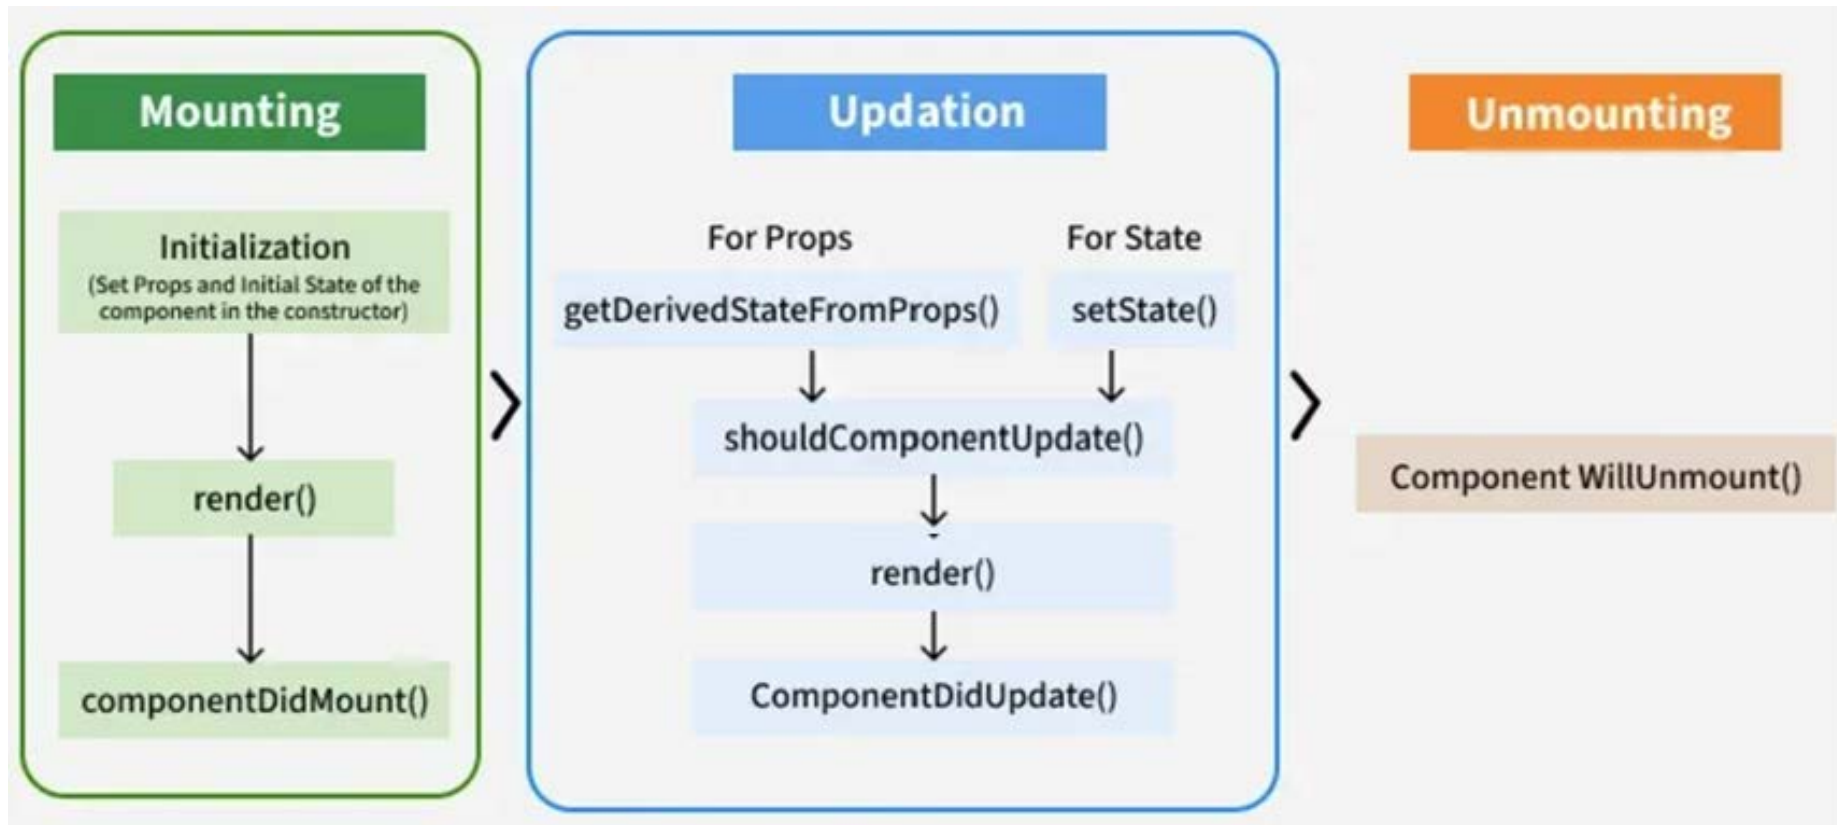 Mounting
Initialization
(Set Props and Initial State of the
component in the constructor)
render()
componentDidMount()
Updation
For Props
For State
getDerivedStateFromProps()
setState()
shouldComponentUpdate()
render()
ComponentDidUpdate()
Unmounting
Component WillUnmount()